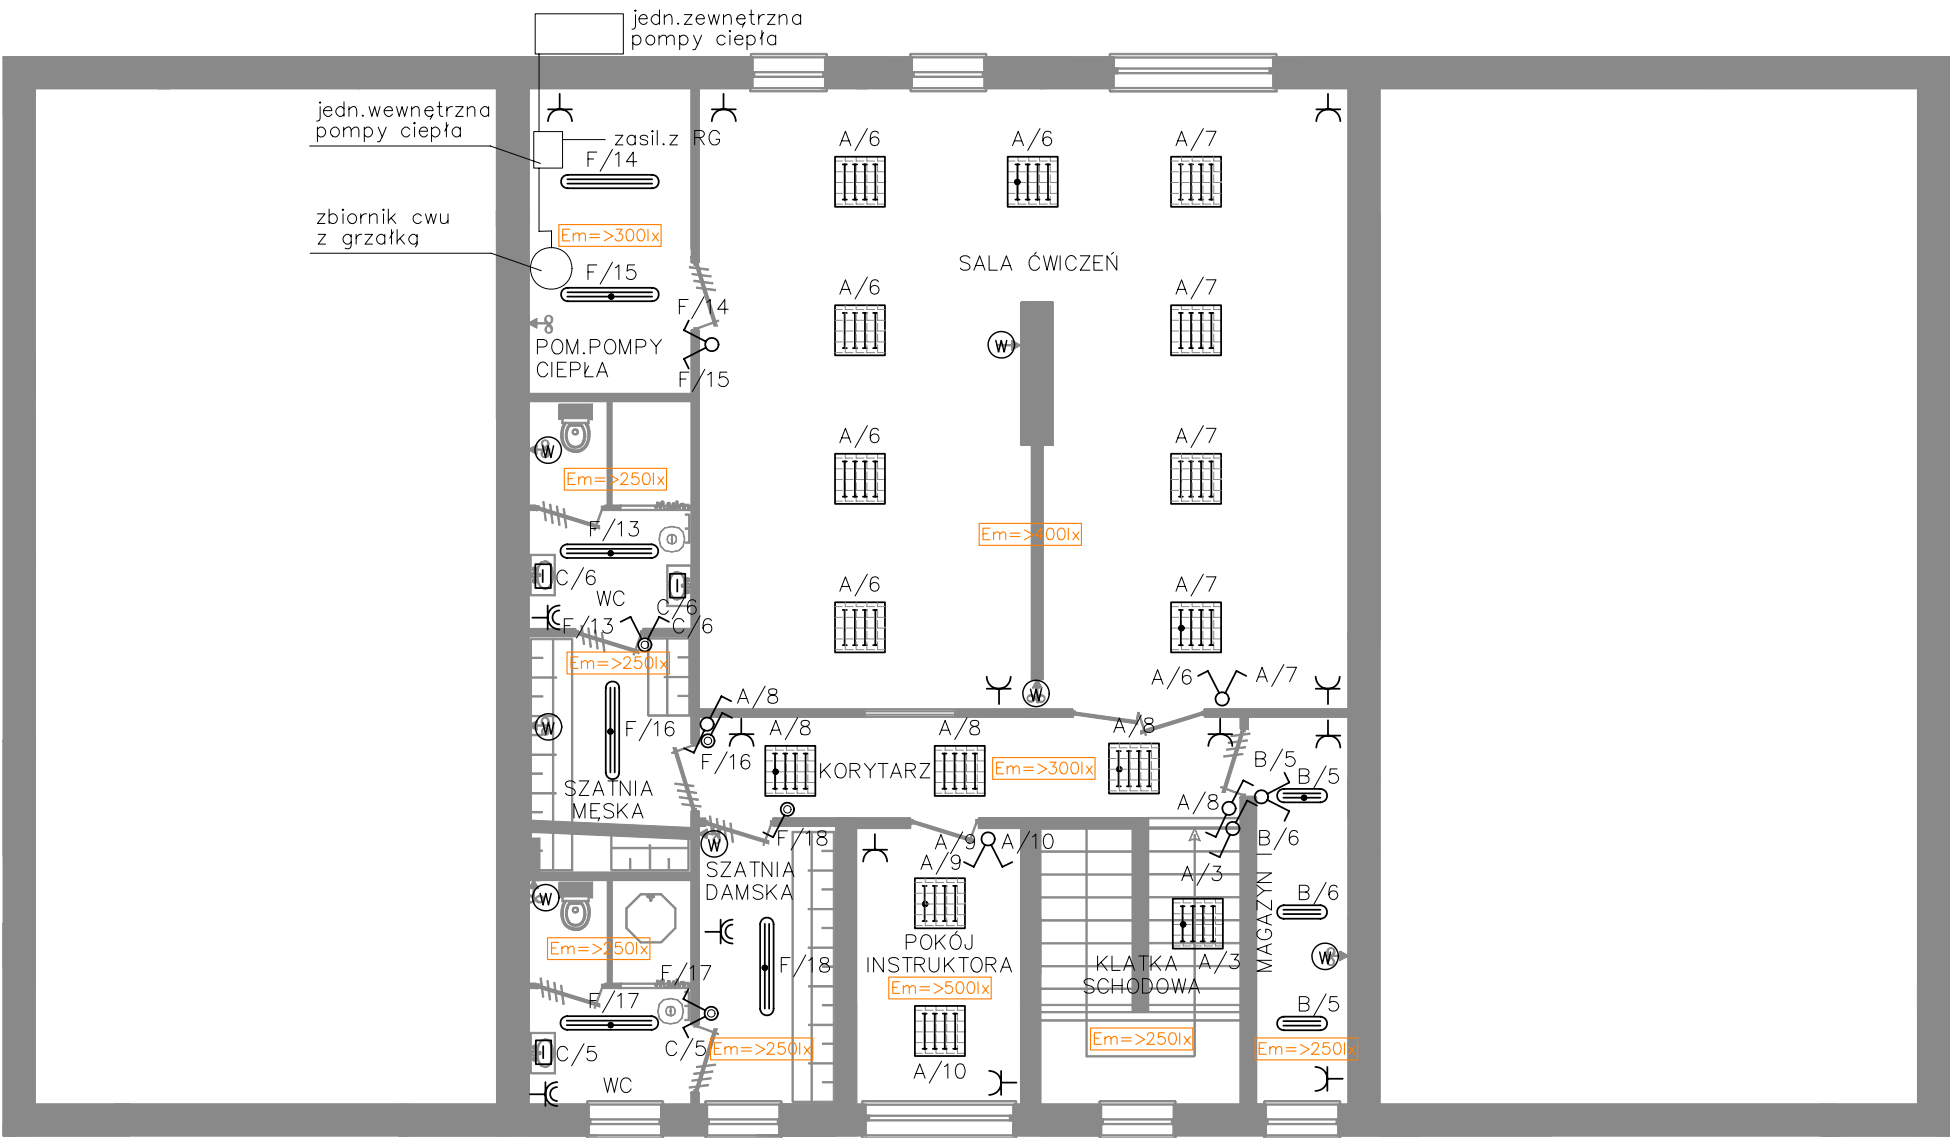 jedn.zewnętrzna
pompy ciepła
jedn.wewnętrzna
pompy ciepła
zasil.z RG
F/14
A/6
A/6
A/7
zbiornik cwu
z grzałką
Em=>300lx
F/15
SALA ĆWICZEŃ
A/6
A/7
F/14
POM.POMPY
CIEPŁA
F/15
W
A/6
A/7
W
Em=>250lx
F/13
Em=>400lx
C/6
WC
C/6
F/13
C/6
A/6
A/7
Em=>250lx
A/6
A/7
W
A/8
W
F/16
F/16
A/8
A/8
A/8
KORYTARZ
Em=>300lx
SZATNIA
MĘSKA
B/5
B/5
A/8
B/6
W
F/18
A/9
A/10
SZATNIA
DAMSKA
A/9
A/3
MAGAZYN I
B/6
W
POKÓJ
INSTRUKTORA
Em=>250lx
F/17
F/18
KLATKA
SCHODOWA
A/3
W
Em=>500lx
F/17
B/5
C/5
C/5
Em=>250lx
Em=>250lx
Em=>250lx
A/10
WC